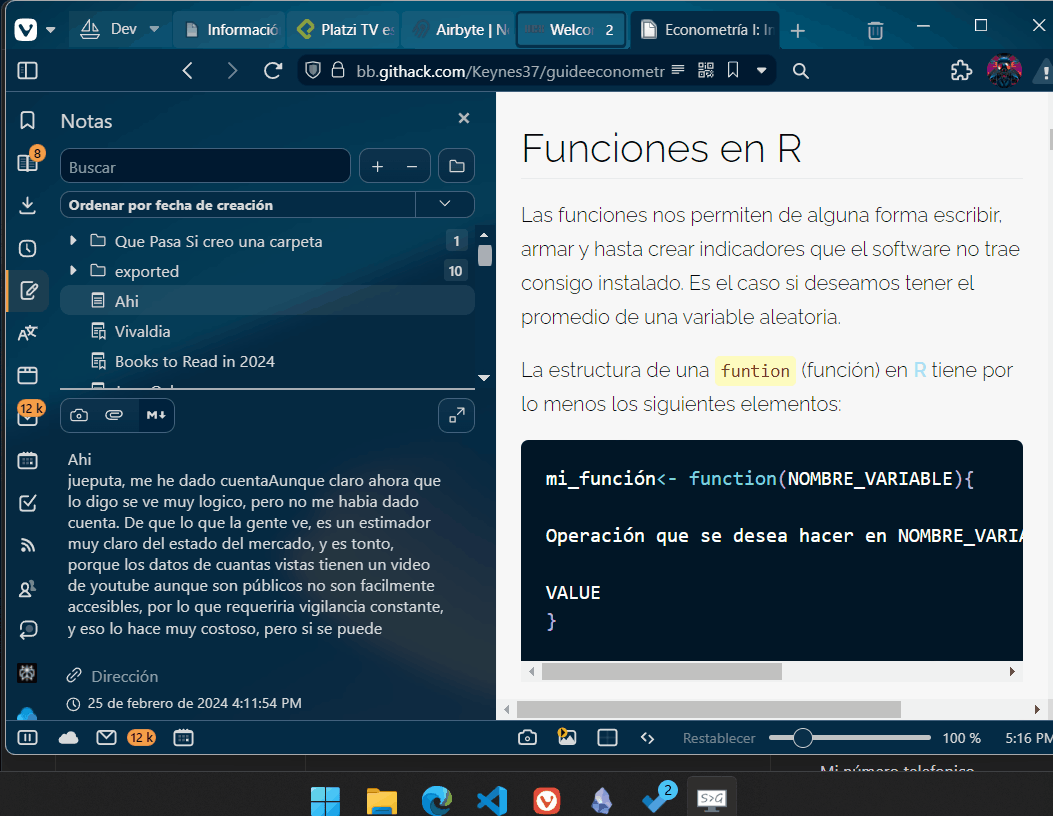 Dev
Informació
Platzi TV es
Airbyte | N
Welco
2
Econometría I: In
bb.githack.com/Keynes37/guideeconometr
Notas
8
Buscar
Ordenar por fecha de creación
Que Pasa Si creo una carpeta
1
exported
10
Ahi
Vivaldia
Books to Read in 2024
12 k
M↓
Ahi
jueputa, me he dado cuentaAunque claro ahora que
lo digo se ve muy logico, pero no me habia dado
cuenta. De que lo que la gente ve, es un estimador
muy claro del estado del mercado, y es tonto,
porque los datos de cuantas vistas tienen un video
de youtube aunque son públicos no son facilmente
accesibles, por lo que requeriria vigilancia constante,
y eso lo hace muy costoso, pero si se puede
Dirección
25 de febrero de 2024 4:11:54 PM
Funciones en R
Las funciones nos permiten de alguna forma escribir,
armar y hasta crear indicadores que el software no trae
consigo instalado. Es el caso si deseamos tener el
promedio de una variable aleatoria.
La estructura de una funtion (función) en R tiene por
lo menos los siguientes elementos:
mi_función<- function(NOMBRE_VARIABLE){
Operación que se desea hacer en NOMBRE_VARIA
VALUE
}
12 k
Restablecer
100 %
5:16 PM
Mi número telefonico
2
S>G